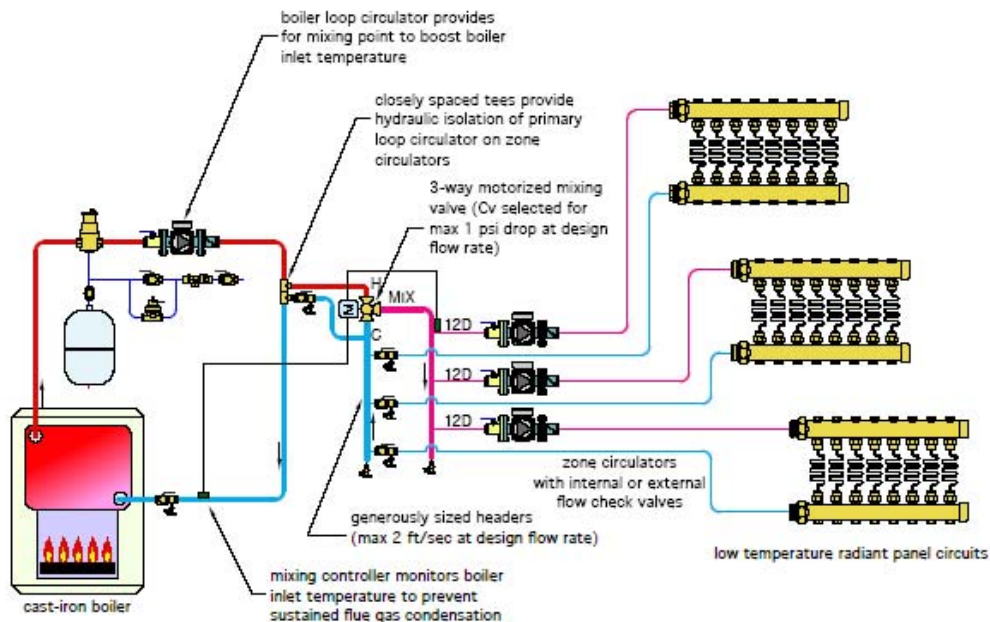 boiler loop circulator provides
for mixing point to boost boiler
inlet temperature
closely spaced tees provide
hydraulic isolation of primary
loop circulator on zone
circulators
3-way motorized mixing
valve (Cv selected for
max 1 psi drop at design
flow rate)
H
MIX
M
C
12D
12D
12D
zone circulators
with internal or external
flow check valves
generously sized headers
(max 2 ft/sec at design flow rate)
low temperature radiant panel circuits
mixing controller monitors boiler
inlet temperature to prevent
sustained flue gas condensation
cast-iron boiler